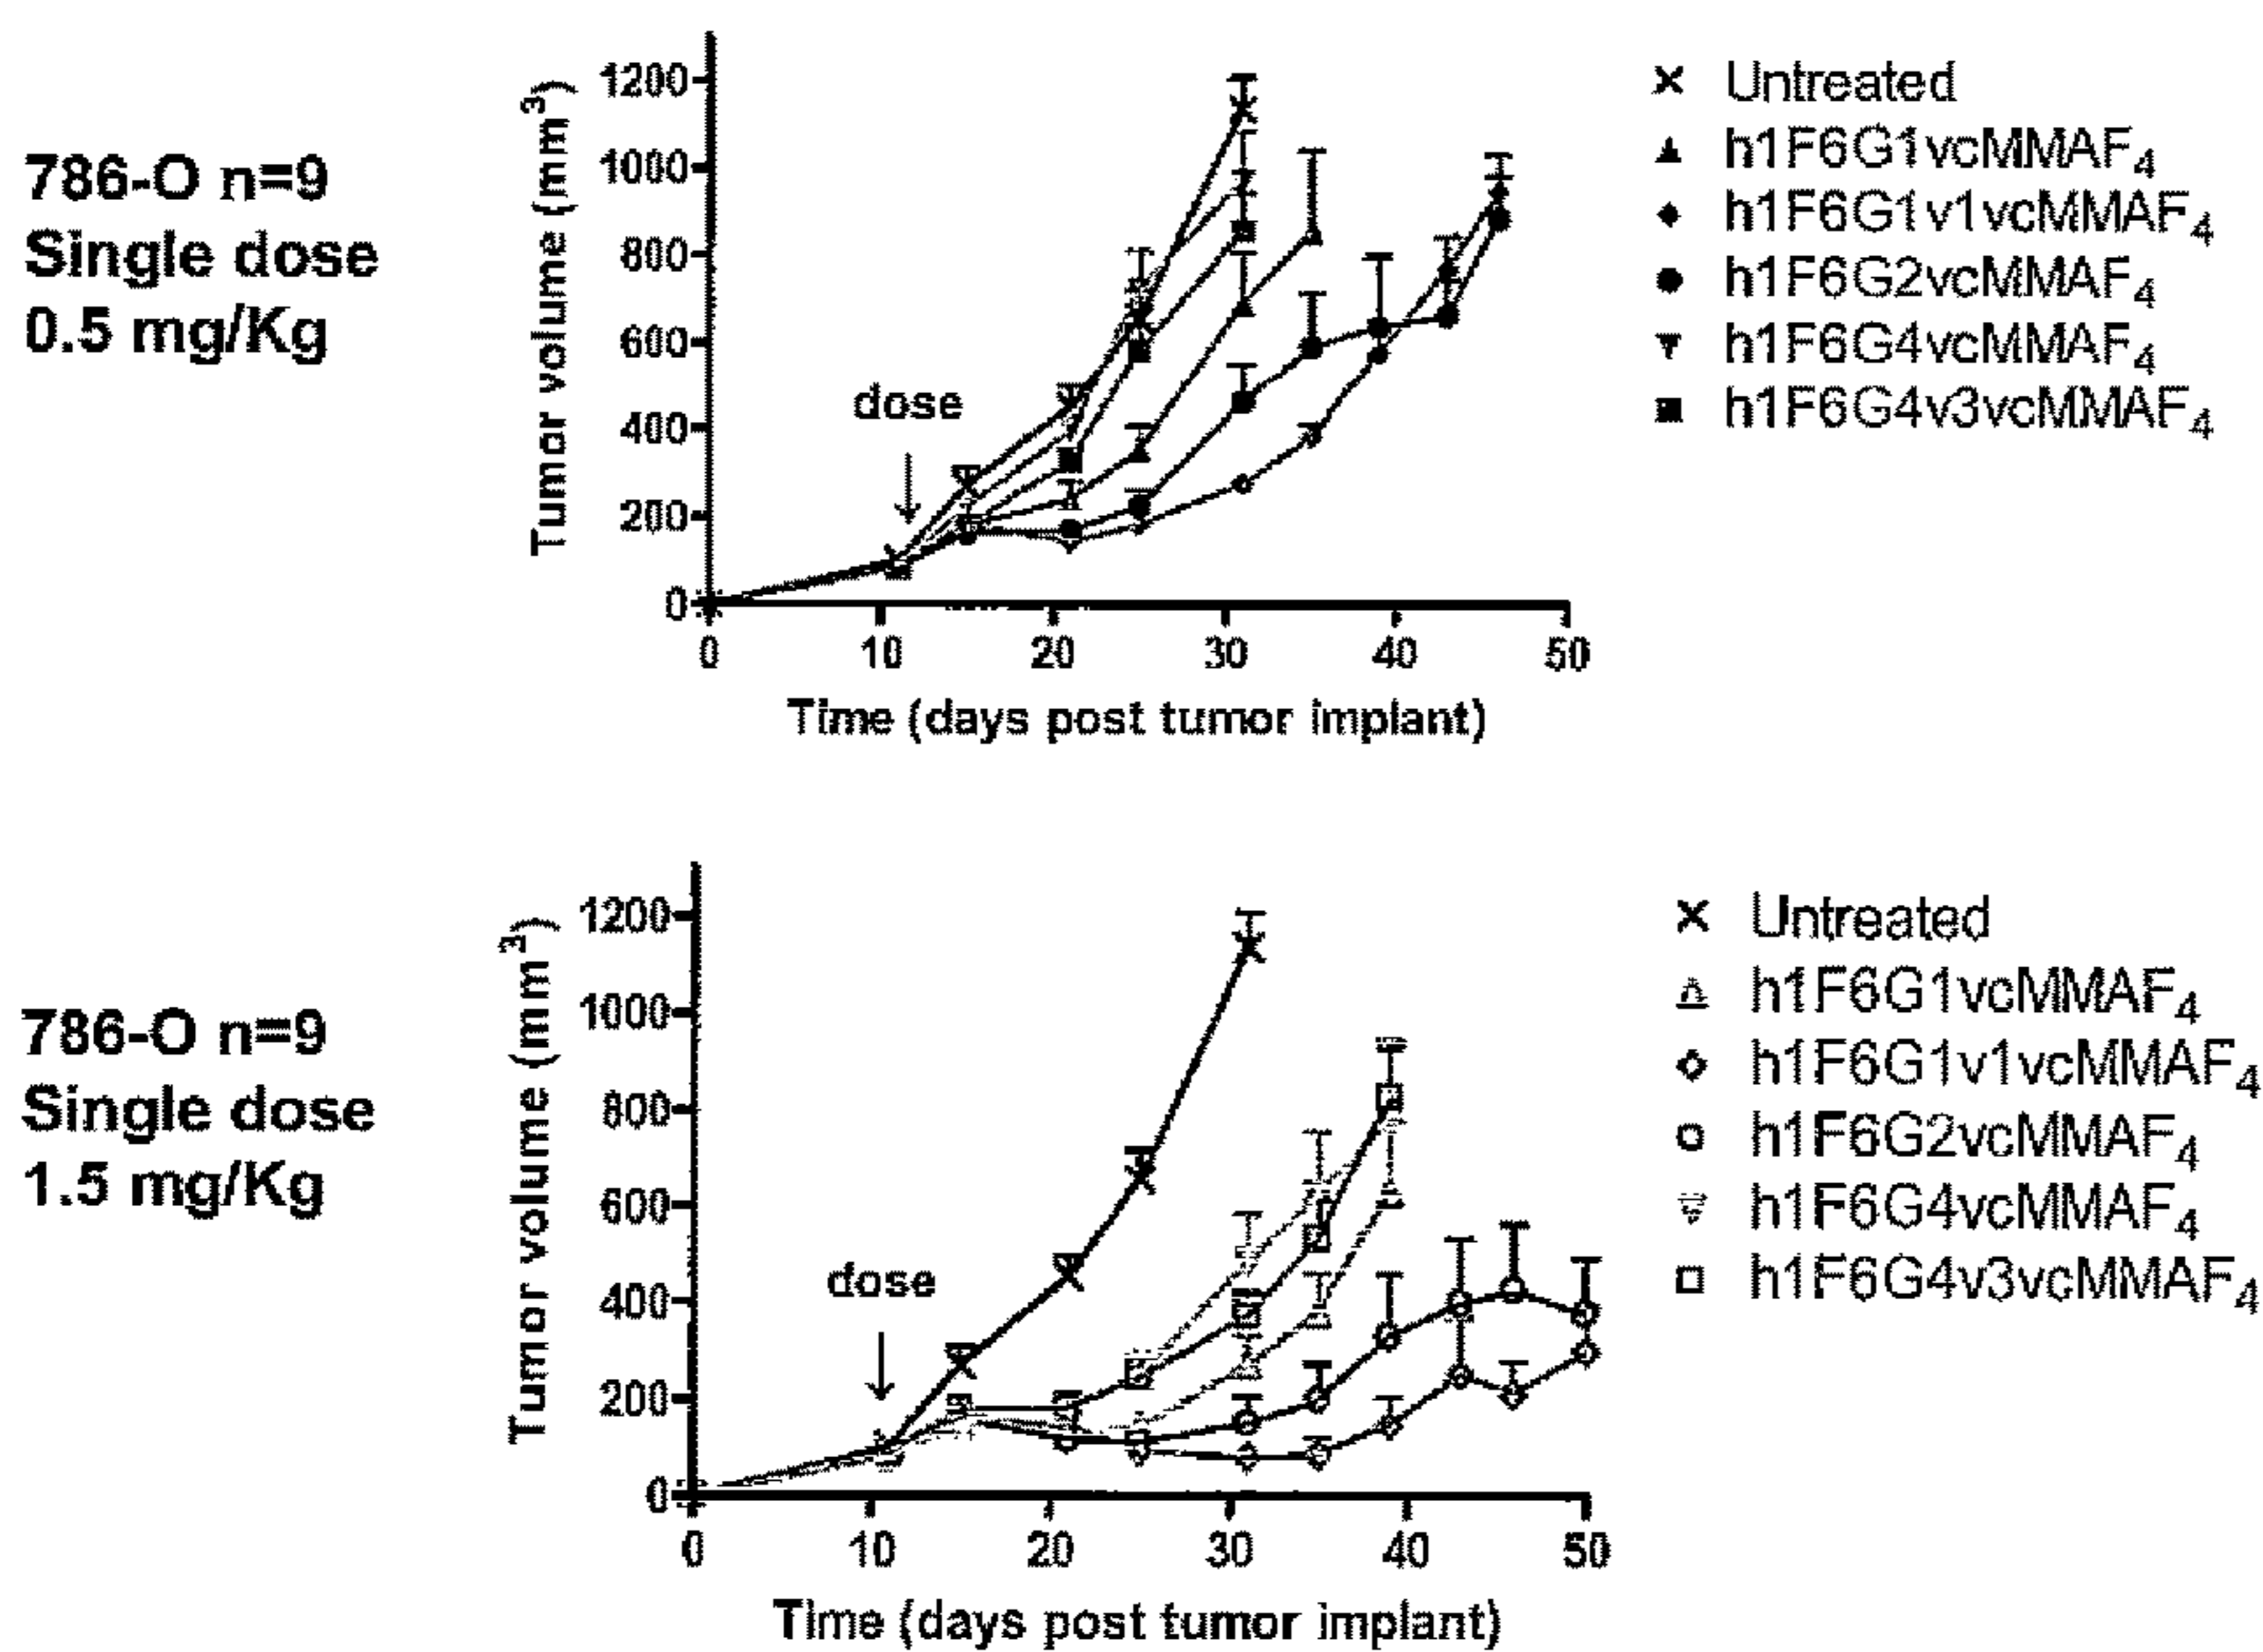 786-O n=9
Single dose
0.5 mg/Kg
Tumor volume (mm³)
1200
1000
800
600
400
200
0
dose
0 10 20 30 40 50
Time (days post tumor implant)
Untreated
h1F6G1vcMMAF₄
h1F6G1v1vcMMAF₄
h1F6G2vcMMAF₄
h1F6G4vcMMAF₄
h1F6G4v3vcMMAF₄
786-O n=9
Single dose
1.5 mg/Kg
Tumor volume (mm³)
1200
1000
800
600
400
200
0
dose
0 10 20 30 40 50
Time (days post tumor implant)
Untreated
h1F6G1vcMMAF₄
h1F6G1v1vcMMAF₄
h1F6G2vcMMAF₄
h1F6G4vcMMAF₄
h1F6G4v3vcMMAF₄